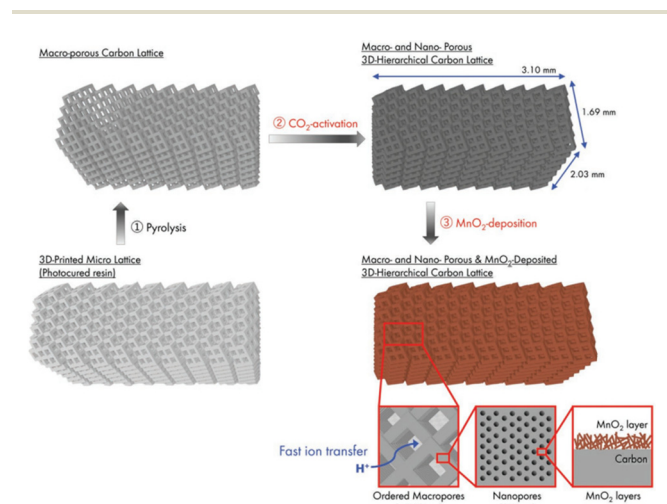 Macro-porous Carbon Lattice
Macro- and Nano- Porous
3D-Hierarchical Carbon Lattice
3.10 mm
② CO₂-activation
1.69 mm
2.03 mm
① Pyrolysis
③ MnO₂-deposition
3D-Printed Micro Lattice
(Photocured resin)
Macro- and Nano- Porous & MnO₂-Deposited
3D-Hierarchical Carbon Lattice
Fast ion transfer
H⁺
MnO₂ layer
Carbon
Ordered Macropores
Nanopores
MnO₂ layers